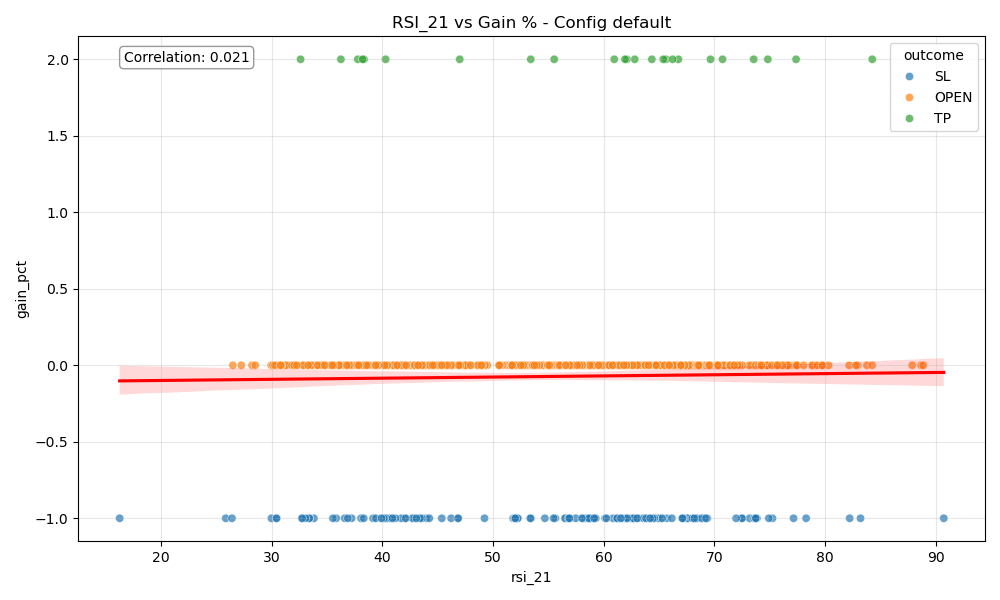 RSI_21 vs Gain % - Config default
Correlation: 0.021
outcome
SL
OPEN
TP
gain_pct
2.0
1.5
1.0
0.5
0.0
−0.5
−1.0
20
30
40
50
60
70
80
90
rsi_21